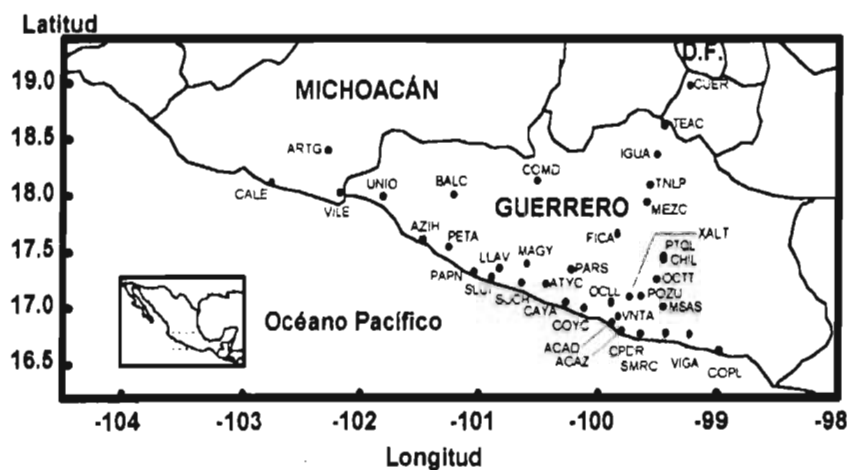 Latitud
D.F.
19.0
CUER
MICHOACÁN
18.5
TEAC
ARTG
IGUA
COMD
CALE
UNIO
BALC
TNLP
18.0
VILE
GUERRERO
MEZC
AZIH
PETA
FICA
XALT
17.5
LLAV
MAGY
PTQL
CHIL
PAPN
PARS
OCTT
SLUI
ATYC
OCLL
POZU
17.0
SUCH
MSAS
CAYA
VNTA
Océano Pacífico
COYC
ACAD
CPDR
16.5
ACAZ
SMRC
VIGA
COPL
-104
-103
-102
-101
-100
-99
-98
Longitud